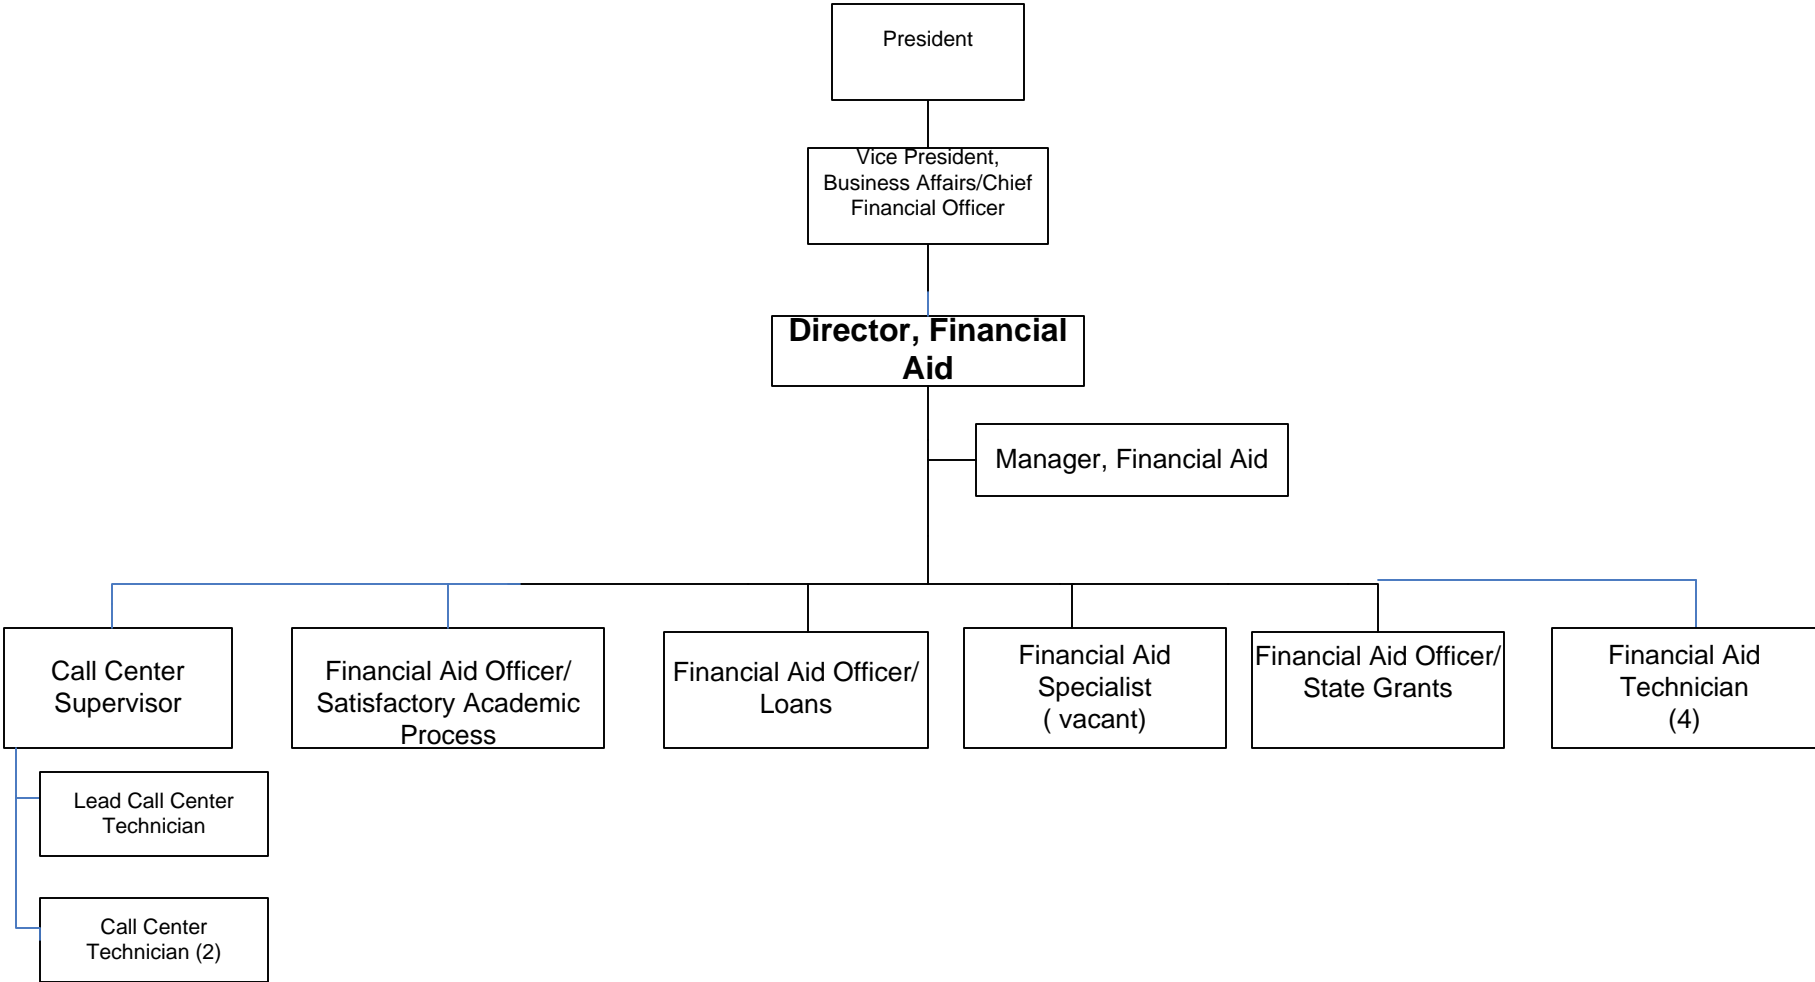 President
Vice President,
Business Affairs/Chief
Financial Officer
Director, Financial
Aid
Manager, Financial Aid
Call Center
Supervisor
Financial Aid Officer/
Satisfactory Academic
Process
Financial Aid Officer/
Loans
Financial Aid
Specialist
( vacant)
Financial Aid Officer/
State Grants
Financial Aid
Technician
(4)
Lead Call Center
Technician
Call Center
Technician (2)